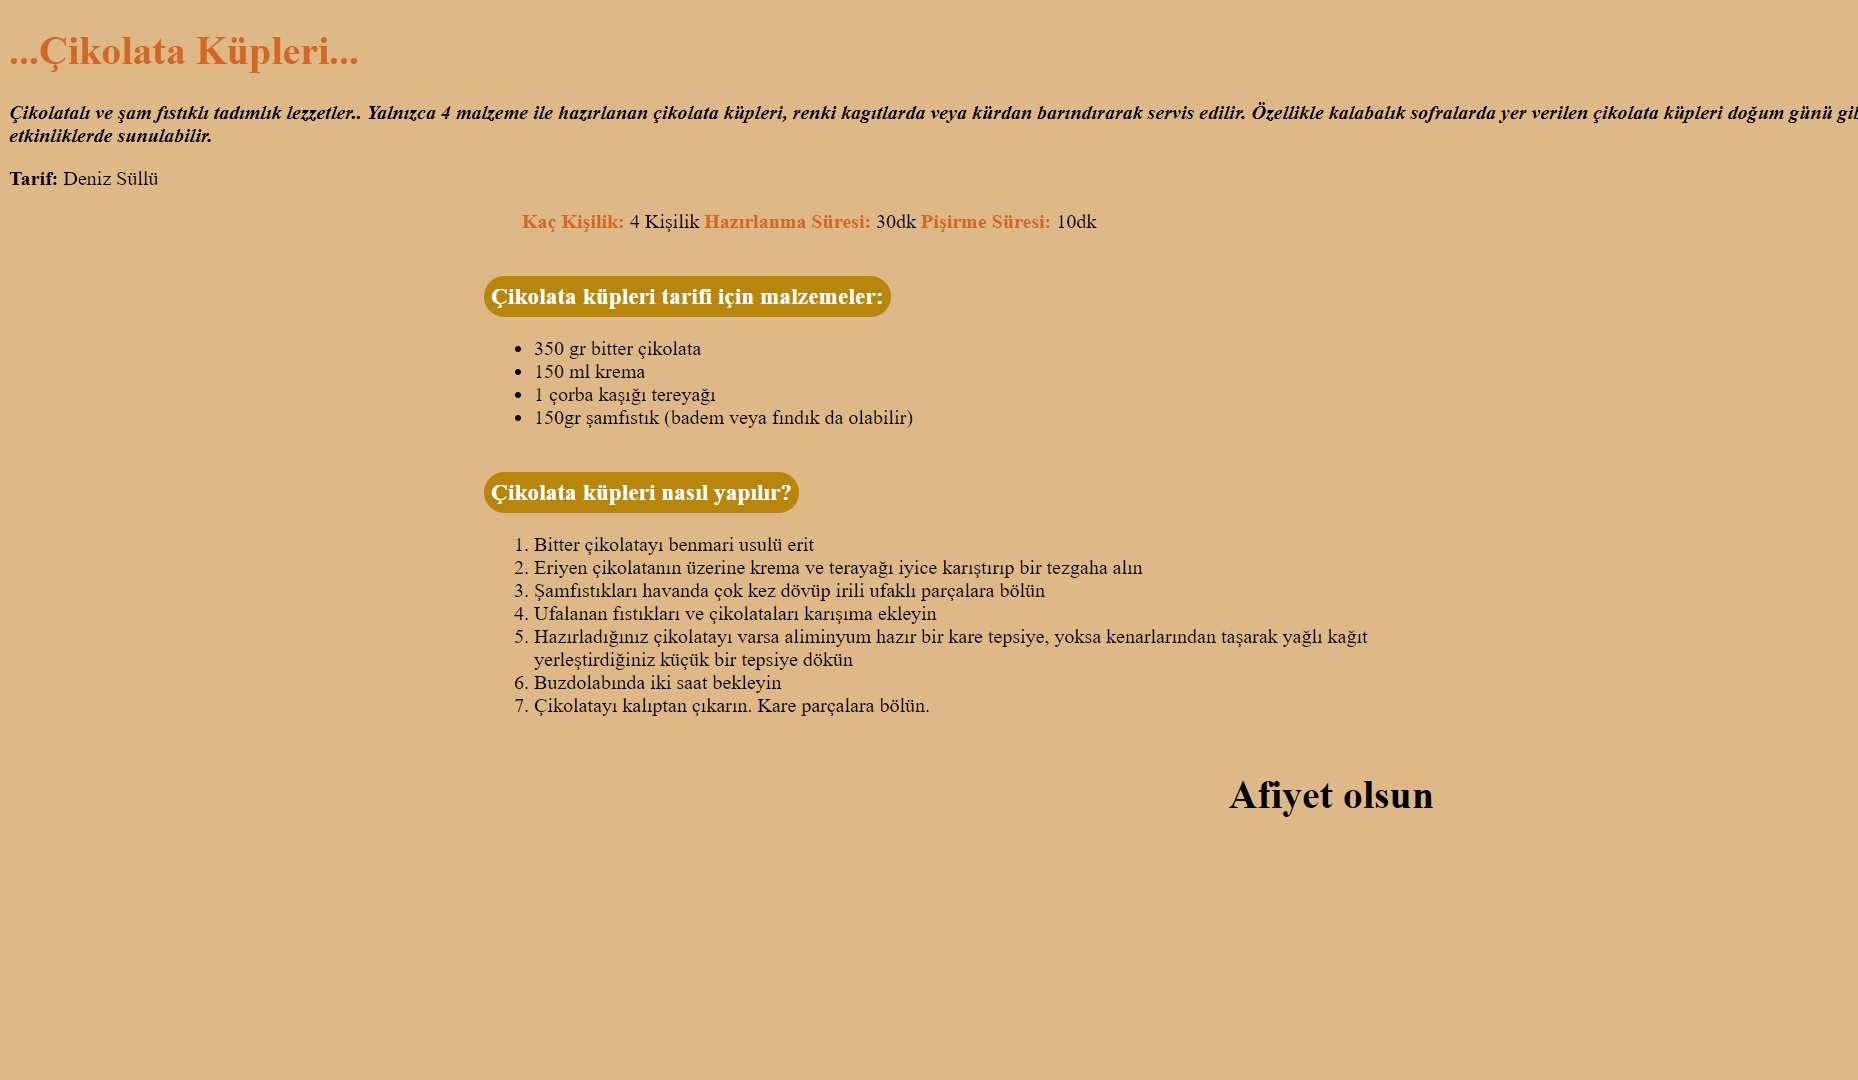 ...Çikolata Küpleri...
Çikolatalı ve şam fıstıklı tadımlık lezzetler.. Yalnızca 4 malzeme ile hazırlanan çikolata küpleri, renki kagıtlarda veya kürdan barındırarak servis edilir. Özellikle kalabalık sofralarda yer verilen çikolata küpleri doğum günü
etkinliklerde sunulabilir.
Tarif: Deniz Süllü
Kaç Kişilik: 4 Kişilik Hazırlanma Süresi: 30dk Pişirme Süresi: 10dk
Çikolata küpleri tarifi için malzemeler:
• 350 gr bitter çikolata
• 150 ml krema
• 1 çorba kaşığı tereyağı
• 150gr şamfıstık (badem veya fındık da olabilir)
Çikolata küpleri nasıl yapılır?
1. Bitter çikolatayı benmari usulü erit
2. Eriyen çikolatanın üzerine krema ve terayağı iyice karıştırıp bir tezgaha alın
3. Şamfıstıkları havanda çok kez dövüp irili ufaklı parçalara bölün
4. Ufalanan fıstıkları ve çikolataları karışıma ekleyin
5. Hazırladığınız çikolatayı varsa aliminyum hazır bir kare tepsiye, yoksa kenarlarından taşarak yağlı kağıt
yerleştirdiğiniz küçük bir tepsiye dökün
6. Buzdolabında iki saat bekleyin
7. Çikolatayı kalıptan çıkarın. Kare parçalara bölün.
Afiyet olsun